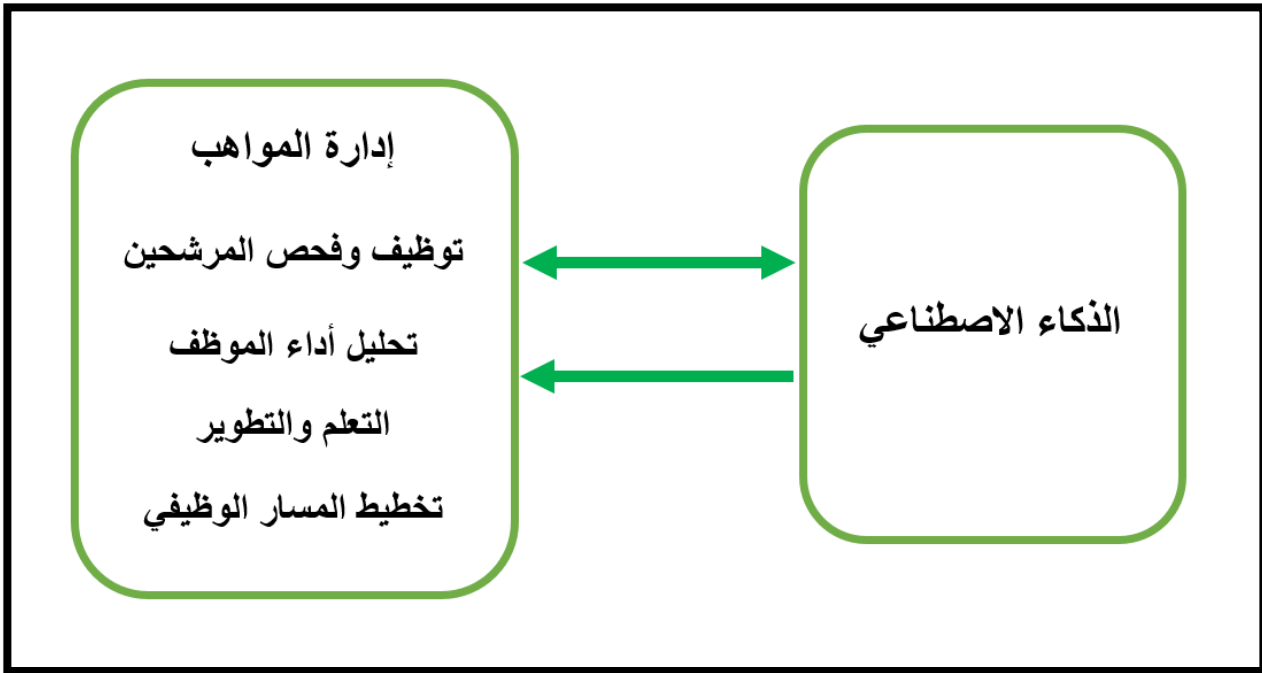 الذكاء الاصطناعي
إدارة المواهب
توظيف وفحص المرشحين
تحليل أداء الموظف
التعلم والتطوير
تخطيط المسار الوظيفي